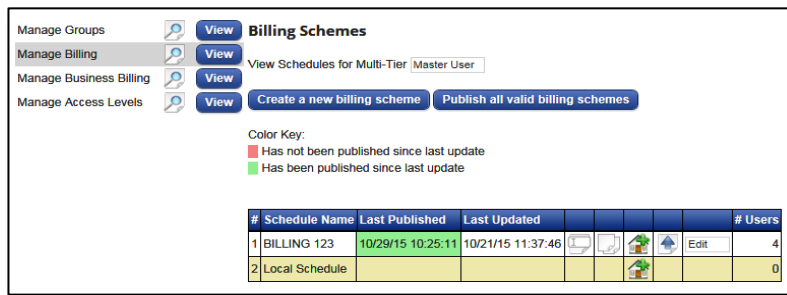 Manage Groups View
Manage Billing View
Manage Business Billing View
Manage Access Levels View
Billing Schemes
View Schedules for Multi-Tier Master User
Create a new billing scheme Publish all valid billing schemes
Color Key:
Has not been published since last update
Has been published since last update
# Schedule Name Last Published Last Updated # Users
1 BILLING 123 10/29/15 10:25:11 10/21/15 11:37:46 Edit 4
2 Local Schedule 0